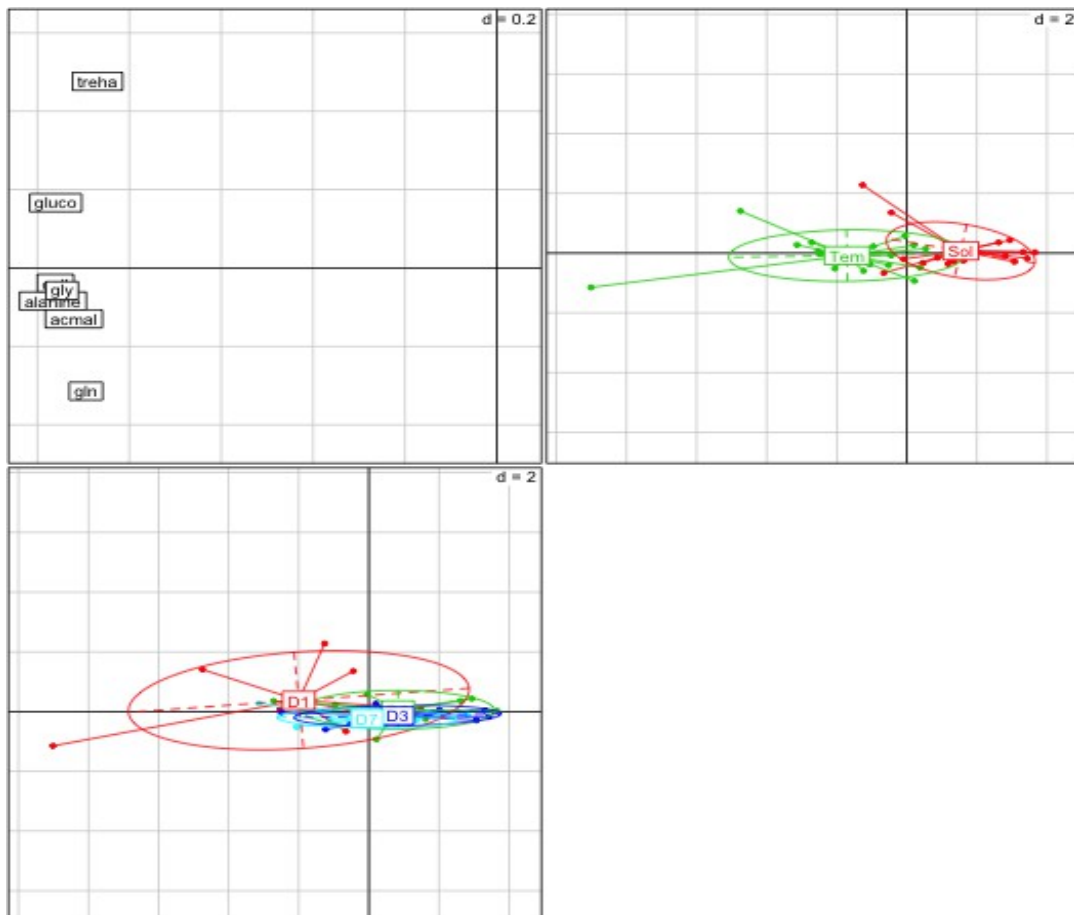 d = 0.2
treha
gluco
gly
alanine
acmal
gln
d = 2
Tem
Sol
d = 2
D1
D7
D3